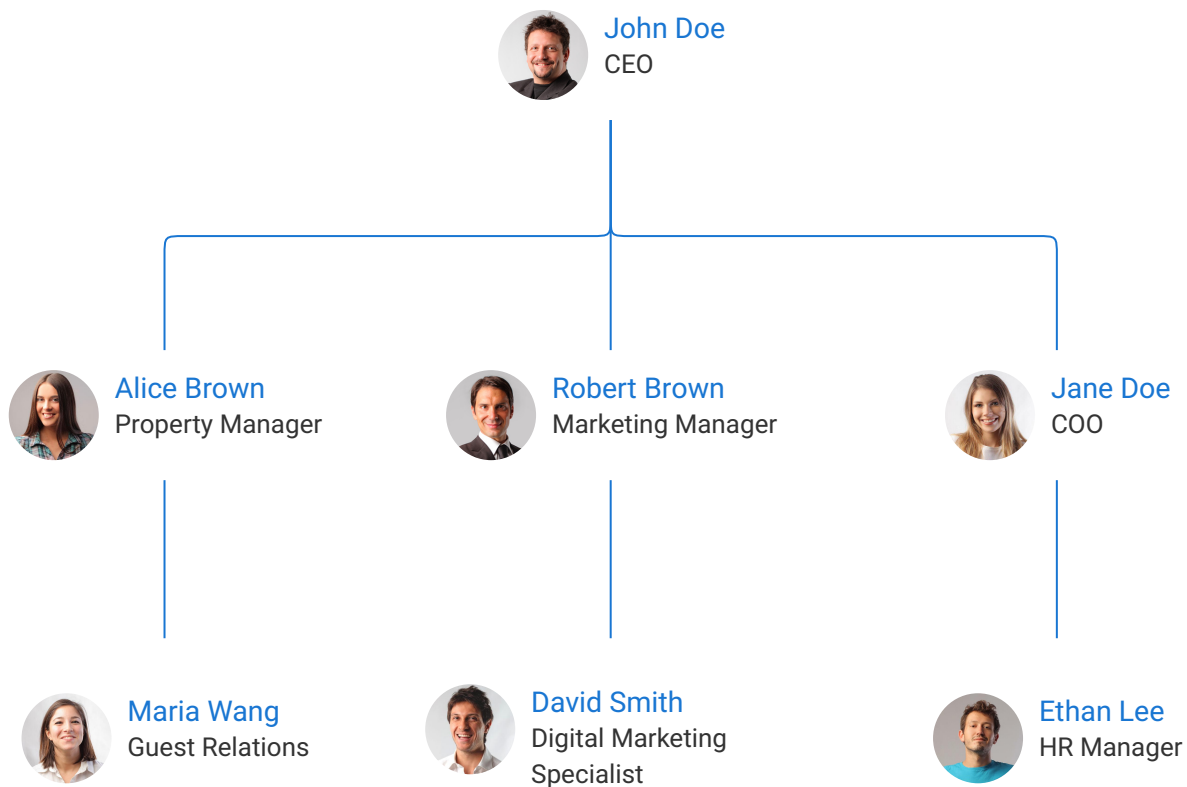 John Doe
CEO
Alice Brown
Property Manager
Robert Brown
Marketing Manager
Jane Doe
COO
Maria Wang
Guest Relations
David Smith
Digital Marketing
Specialist
Ethan Lee
HR Manager